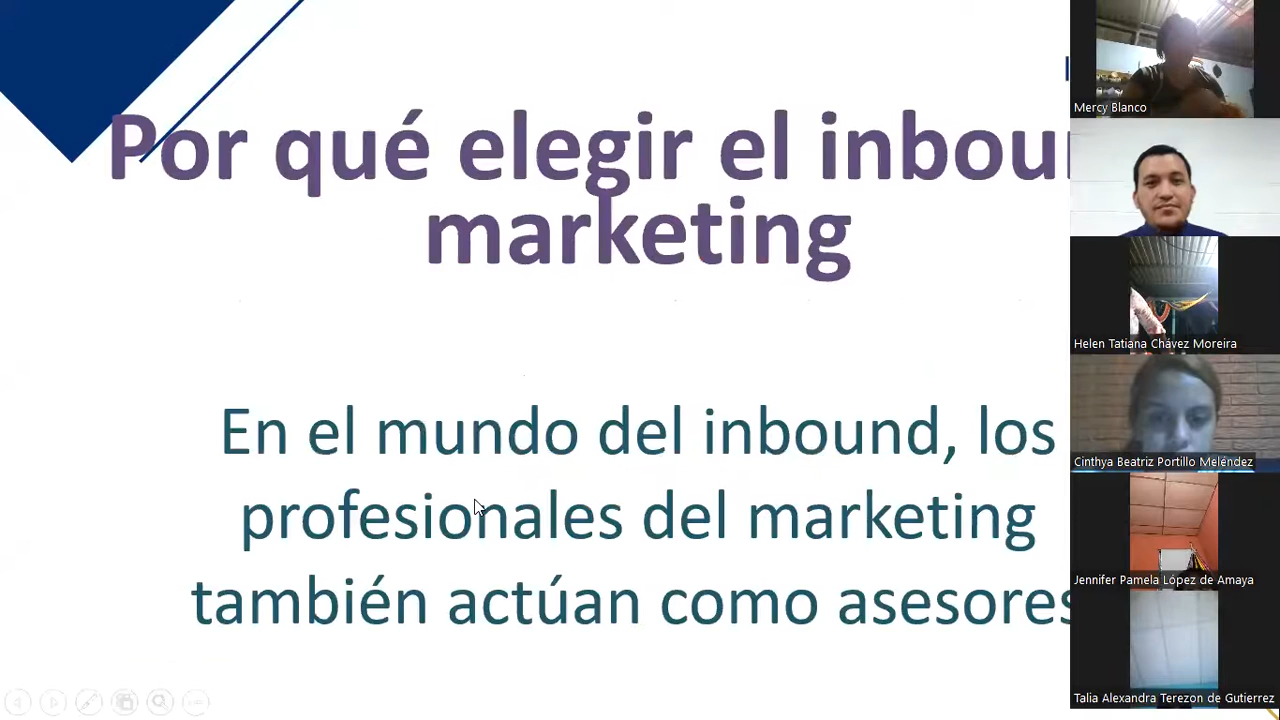 Por qué elegir el inbou
marketing
En el mundo del inbound, los
profesionales del marketing
también actúan como asesores
Mercy Blanco
Helen Tatiana Chávez Moreira
Cinthya Beatriz Portillo Meléndez
Jennifer Pamela López de Amaya
Talia Alexandra Terezon de Gutierrez